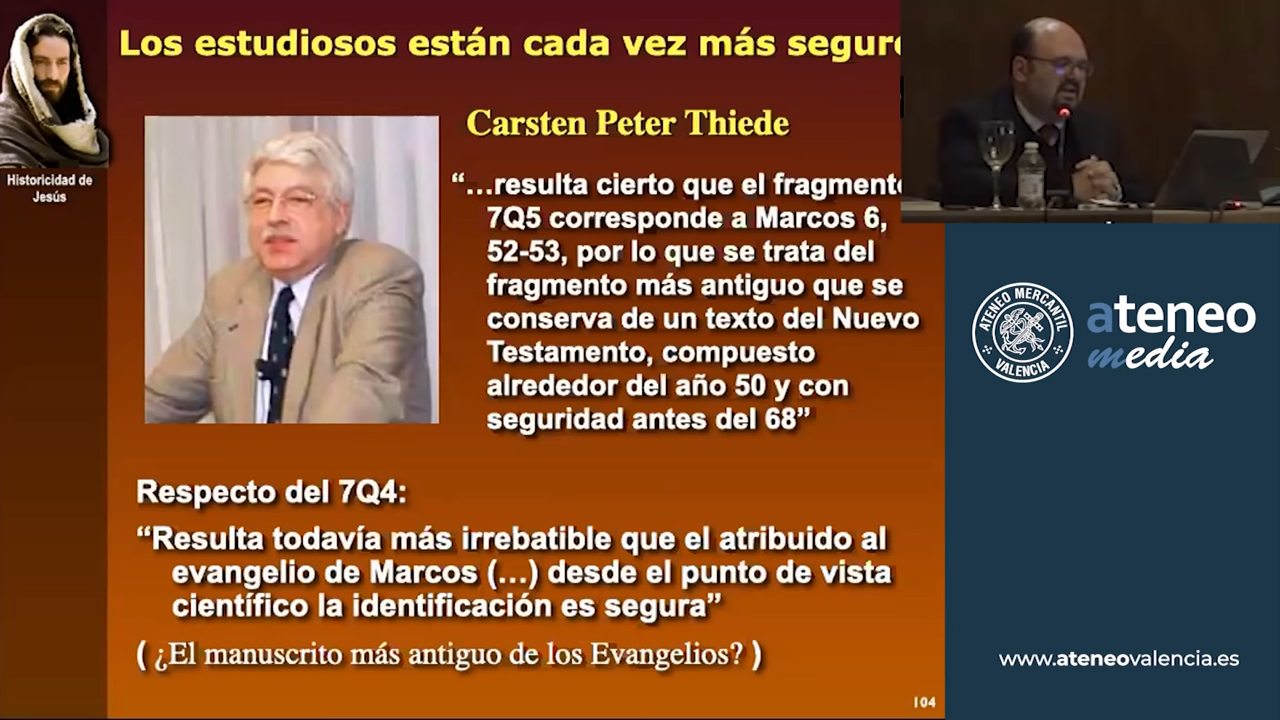 Los estudiosos están cada vez más
Historicidad de
Jesús
Carsten Peter Thiede
“...resulta cierto que el
7Q5 corresponde a Marcos 6,
52-53, por lo que se trata del
fragmento más antiguo que se
conserva de un texto del Nuevo
Testamento, compuesto
alrededor del año 50 y con
seguridad antes del 68”
Respecto del 7Q4:
“Resulta todavía más irrebatible que el atribuido al
evangelio de Marcos (...) desde el punto de vista
científico la identificación es segura”
( ¿El manuscrito más antiguo de los Evangelios? )
104
ATENEO MERCANTIL
VALENCIA
ateneo
media
www.ateneovalencia.es